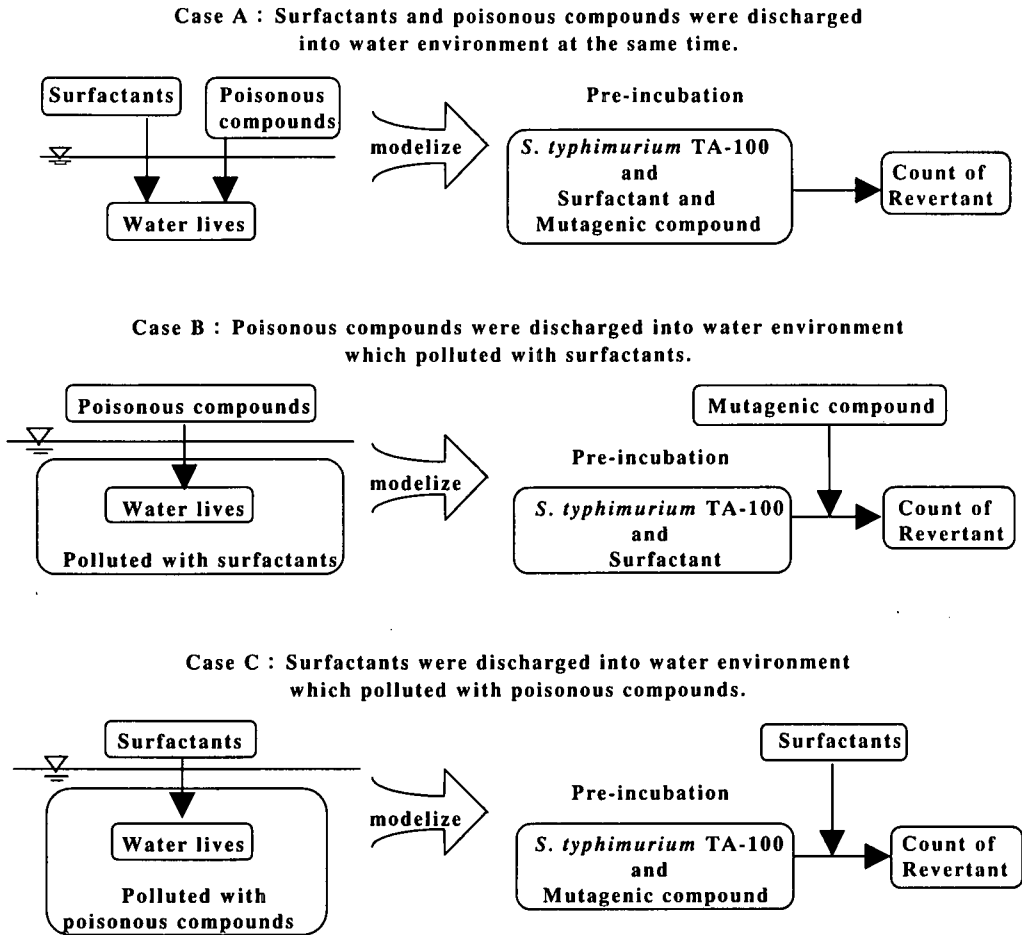 Case A : Surfactants and poisonous compounds were discharged
into water environment at the same time.
Surfactants
Poisonous
compounds
Water lives
modelize
Pre-incubation
S. typhimurium TA-100
and
Surfactant and
Mutagenic compound
Count of
Revertant
Case B : Poisonous compounds were discharged into water environment
which polluted with surfactants.
Poisonous compounds
Water lives
Polluted with surfactants
modelize
Mutagenic compound
Pre-incubation
S. typhimurium TA-100
and
Surfactant
Count of
Revertant
Case C : Surfactants were discharged into water environment
which polluted with poisonous compounds.
Surfactants
Water lives
Polluted with
poisonous compounds
modelize
Surfactants
Pre-incubation
S. typhimurium TA-100
and
Mutagenic compound
Count of
Revertant